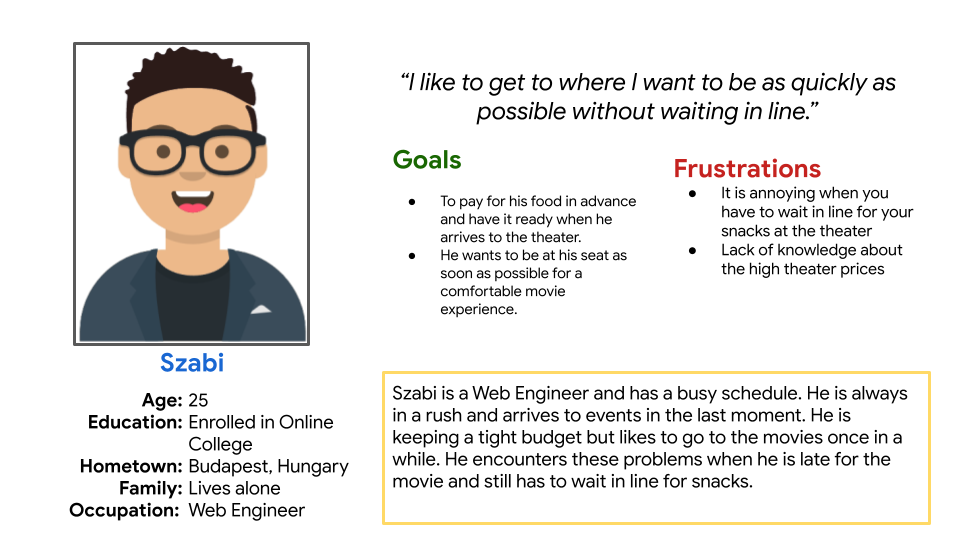 “I like to get to where I want to be as quickly as
possible without waiting in line.”
Goals
● To pay for his food in advance
and have it ready when he
arrives to the theater.
● He wants to be at his seat as
soon as possible for a
comfortable movie
experience.
Frustrations
● It is annoying when you
have to wait in line for your
snacks at the theater
● Lack of knowledge about
the high theater prices
Szabi
Age: 25
Education: Enrolled in Online
College
Hometown: Budapest, Hungary
Family: Lives alone
Occupation: Web Engineer
Szabi is a Web Engineer and has a busy schedule. He is always
in a rush and arrives to events in the last moment. He is
keeping a tight budget but likes to go to the movies once in a
while. He encounters these problems when he is late for the
movie and still has to wait in line for snacks.